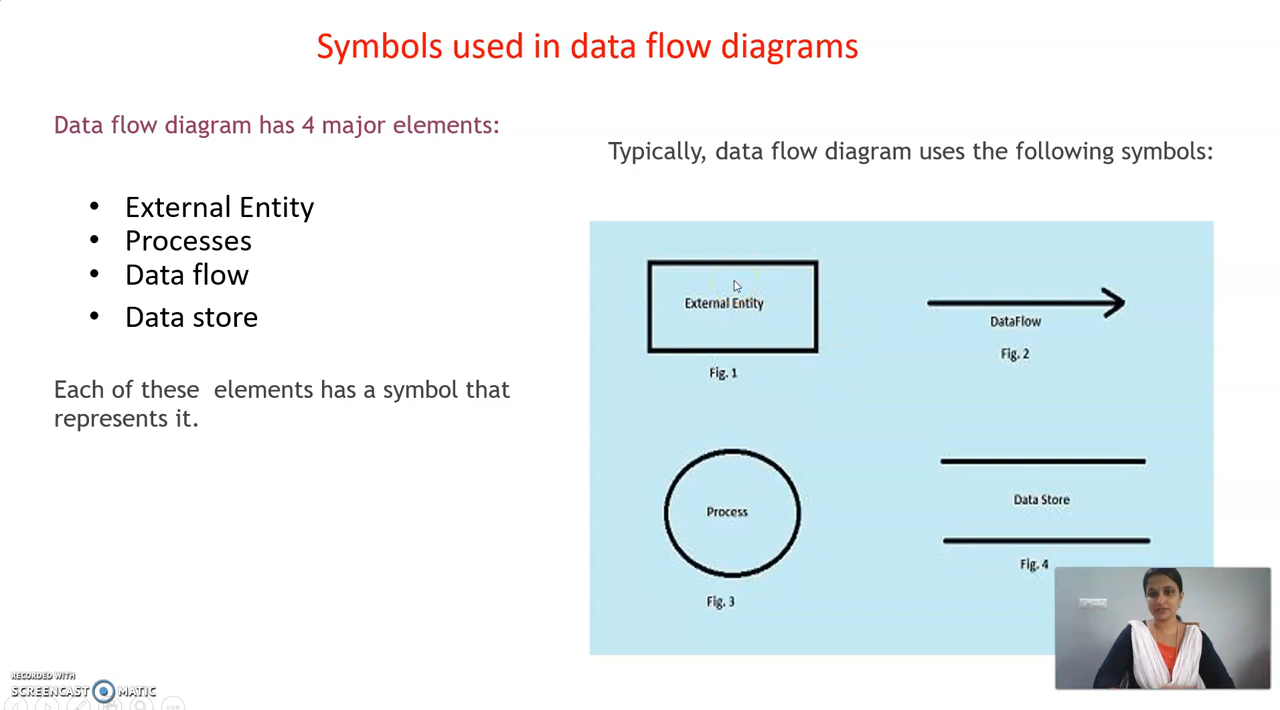 Symbols used in data flow diagrams
Data flow diagram has 4 major elements:
• External Entity
• Processes
• Data flow
• Data store
Each of these elements has a symbol that
represents it.
Typically, data flow diagram uses the following symbols:
External Entity
Fig. 1
DataFlow
Fig. 2
Process
Fig. 3
Data Store
Fig. 4
RECORDED WITH
SCREENCAST MATIC